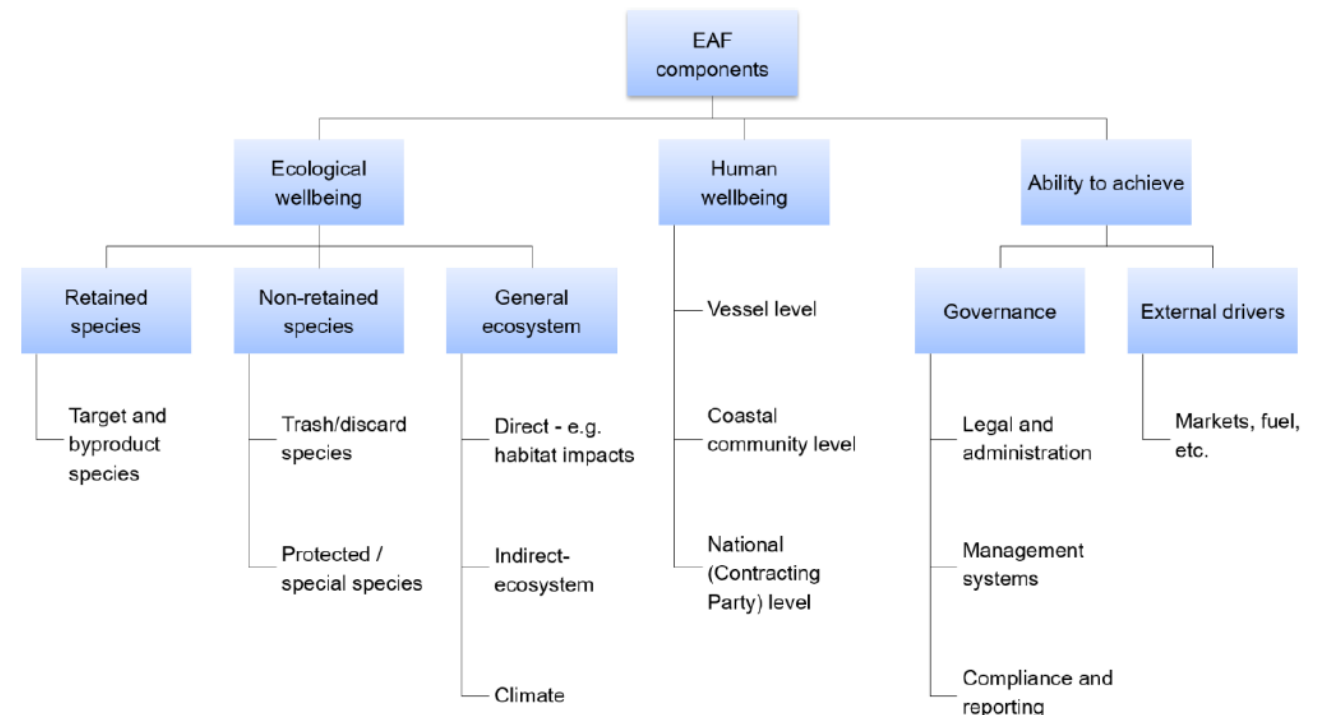 EAF
components
Ecological
wellbeing
Human
wellbeing
Ability to achieve
Retained
species
Non-retained
species
General
ecosystem
Governance
External drivers
Target and
byproduct
species
Trash/discard
species
Protected /
special species
Direct - e.g.
habitat impacts
Indirect-
ecosystem
Climate
Vessel level
Coastal
community level
National
(Contracting
Party) level
Legal and
administration
Management
systems
Compliance and
reporting
Markets, fuel,
etc.